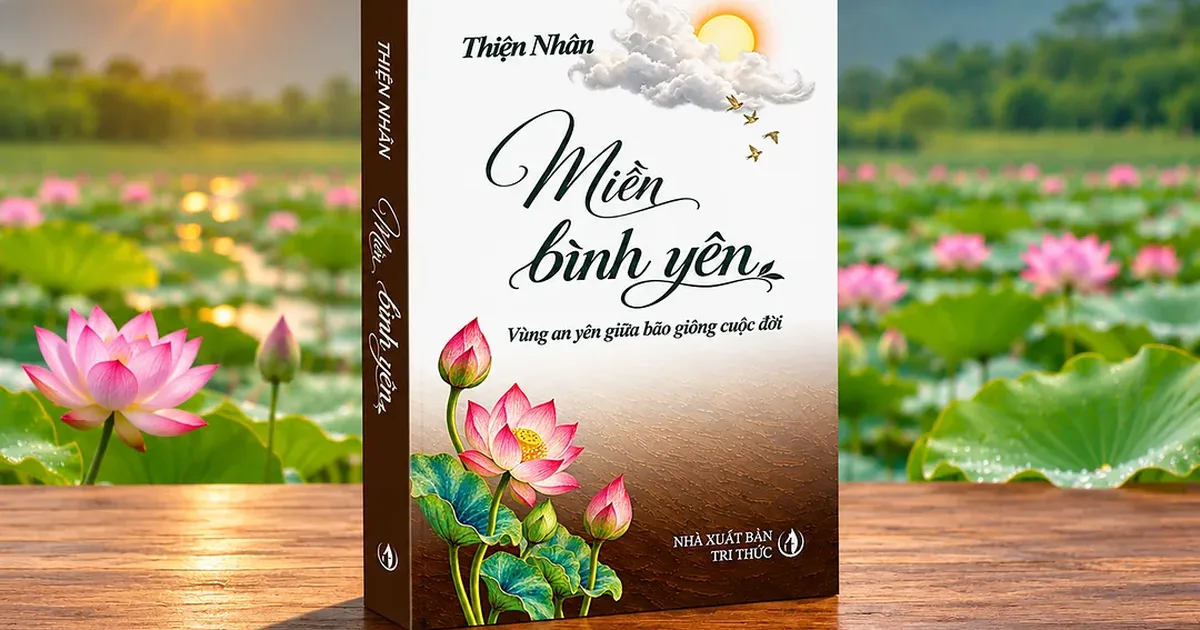 THIỆN NHÂN
Miền bình yên
Thiện Nhân
Miền
bình yên
Vùng an yên giữa bão giông cuộc đời
NHÀ XUẤT BẢN
TRI THỨC